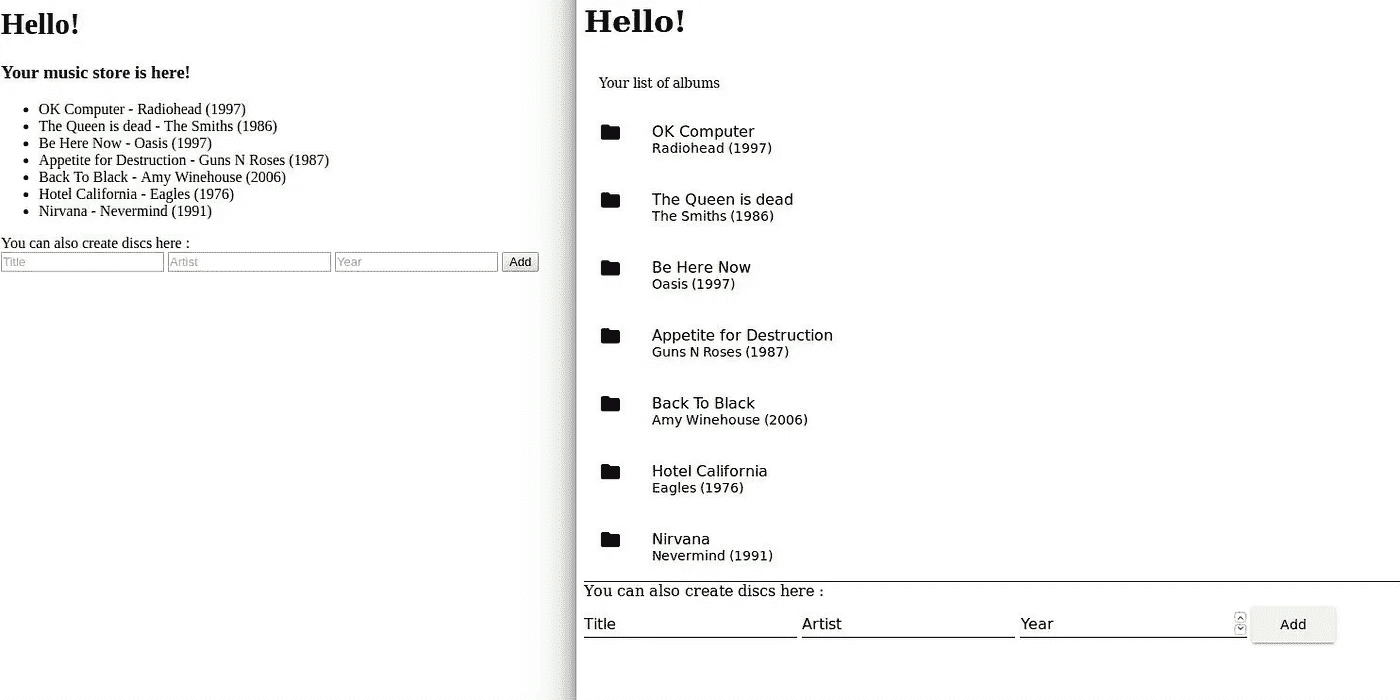 Hello!
Your music store is here!
OK Computer - Radiohead (1997)
The Queen is dead - The Smiths (1986)
Be Here Now - Oasis (1997)
Appetite for Destruction - Guns N Roses (1987)
Back To Black - Amy Winehouse (2006)
Hotel California - Eagles (1976)
Nirvana - Nevermind (1991)
You can also create discs here :
Title Artist Year Add
Hello!
Your list of albums
OK Computer
Radiohead (1997)
The Queen is dead
The Smiths (1986)
Be Here Now
Oasis (1997)
Appetite for Destruction
Guns N Roses (1987)
Back To Black
Amy Winehouse (2006)
Hotel California
Eagles (1976)
Nirvana
Nevermind (1991)
You can also create discs here :
Title Artist Year Add